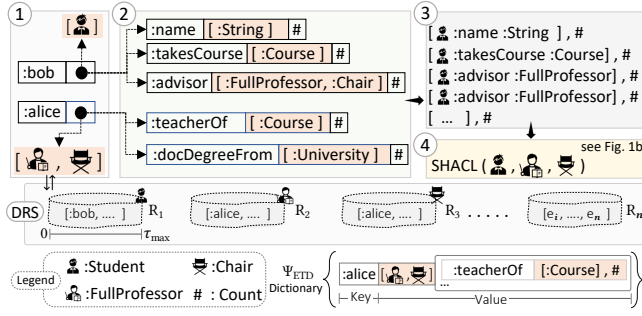 1
[ ]
:bob
:alice
[ , ]
2
:name [ :String ] #
:takesCourse [ :Course ] #
:advisor [ :FullProfessor, :Chair ] #
:teacherOf [ :Course ] #
:docDegreeFrom [ :University ] #
3
[ :name :String ] , #
[ :takesCourse :Course] , #
[ :advisor :FullProfessor] , #
[ :advisor :FullProfessor] , #
[ ... ] , #
4
see Fig. 1b
SHACL ( , , )
DRS
[:bob, .... ] R1
[:alice, .... ] R2
[:alice, .... ] R3
. . . . .
[ei, ...., en] Rn
0 τmax
Legend
:Student
:Chair
:FullProfessor
# : Count
ΨETD
Dictionary
:alice [ , ] :teacherOf [:Course] , #
...
Key
Value